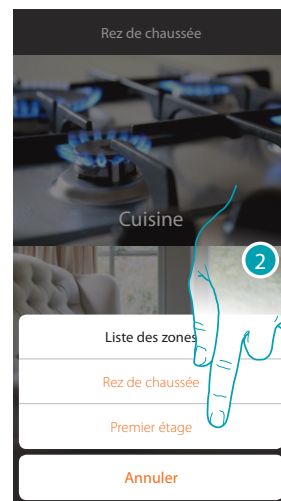 Rez de chaussée
Cuisine
2
Liste des zones
Rez de chaussée
Premier étage
Annuler